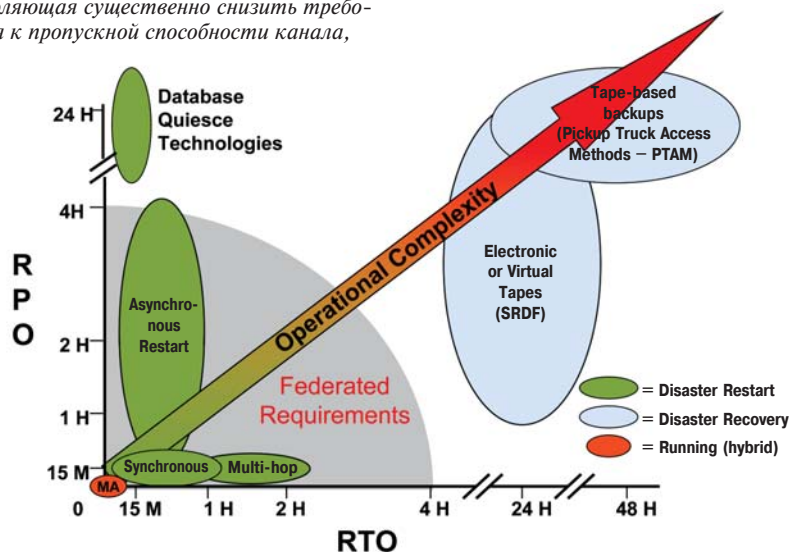 ляющая существенно снизить требо-
к пропускной способности канала,
24 H
Database
Quiesce
Technologies
Tape-based
backups
(Pickup Truck Access
Methods – PTAM)
4H
R
P
O
Operational Complexity
Asynchro-
nous
Restart
Electronic
or Virtual
Tapes
(SRDF)
2 H
Federated
Requirements
= Disaster Restart
1 H
= Disaster Recovery
= Running (hybrid)
15 M
Synchronous
Multi-hop
MA
0
15 M
1 H
2 H
4 H
24 H
48 H
RTO